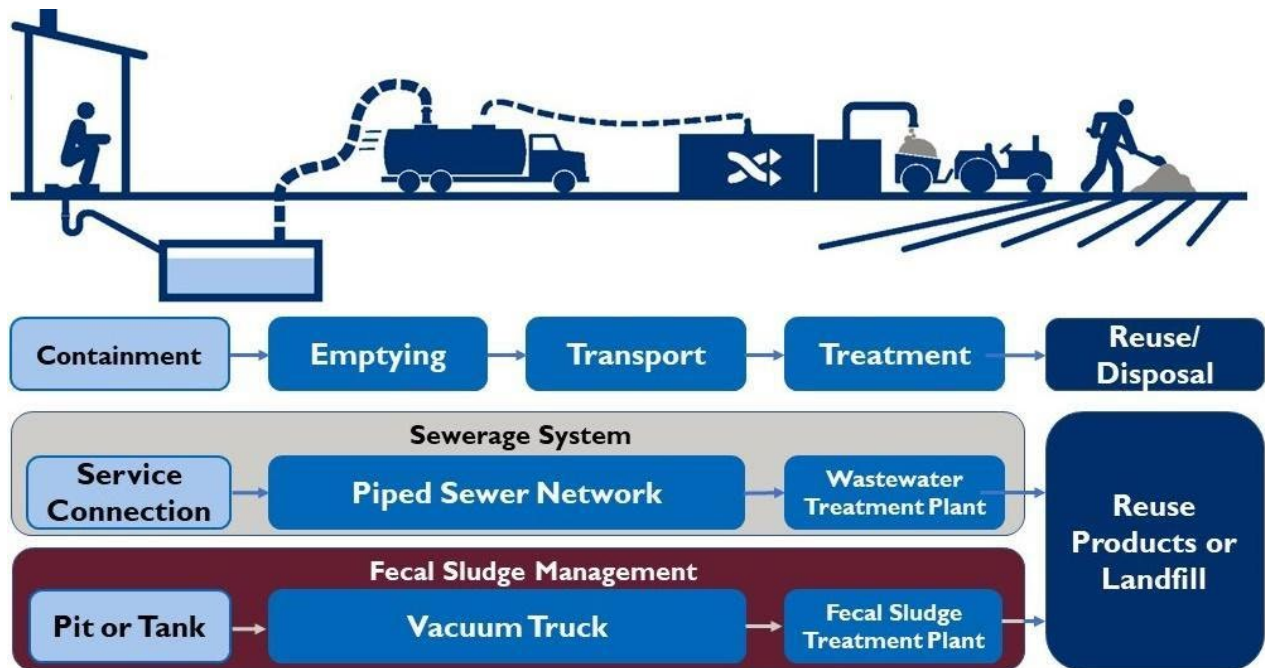 Containment
Emptying
Transport
Treatment
Reuse/
Disposal
Sewerage System
Service
Connection
Piped Sewer Network
Wastewater
Treatment Plant
Reuse
Products or
Landfill
Fecal Sludge Management
Pit or Tank
Vacuum Truck
Fecal Sludge
Treatment Plant